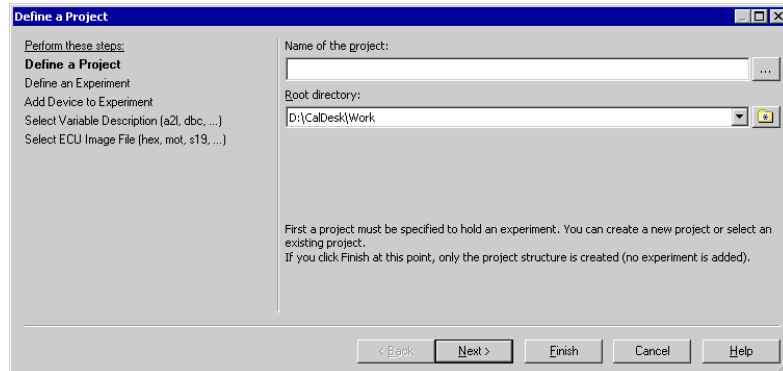 Define a Project
Perform these steps:
Define a Project
Define an Experiment
Add Device to Experiment
Select Variable Description (a2l, dbc, ...)
Select ECU Image File (hex, mot, s19, ...)
Name of the project:
...
Root directory:
D:\CalDesk\Work
First a project must be specified to hold an experiment. You can create a new project or select an
existing project.
If you click Finish at this point, only the project structure is created (no experiment is added).
< Back
Next >
Finish
Cancel
Help